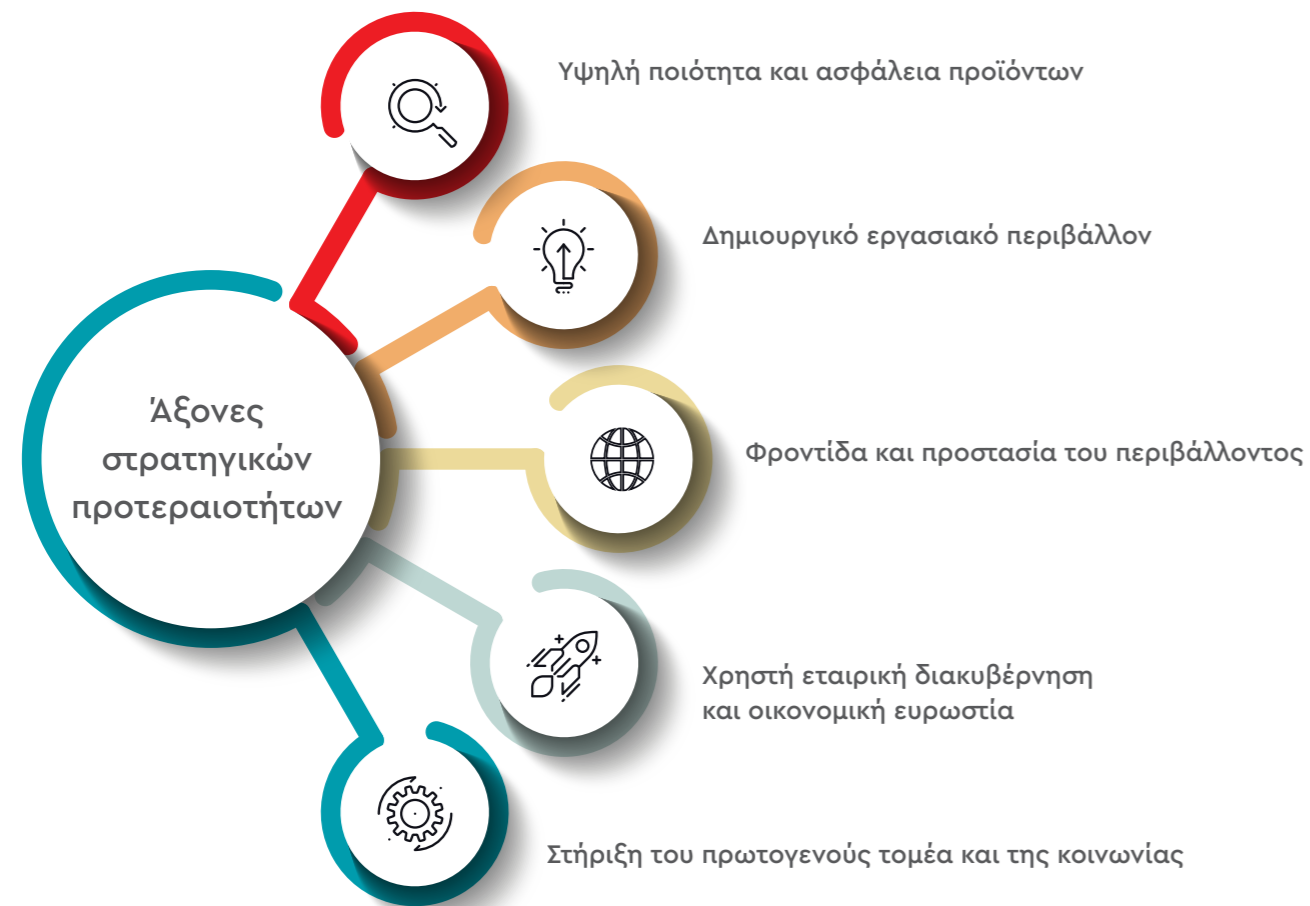 Υψηλή ποιότητα και ασφάλεια προϊόντων
Δημιουργικό εργασιακό περιβάλλον
Άξονες
στρατηγικών
προτεραιοτήτων
Φροντίδα και προστασία του περιβάλλοντος
Χρηστή εταιρική διακυβέρνηση
και οικονομική ευρωστία
Στήριξη του πρωτογενούς τομέα και της κοινωνίας